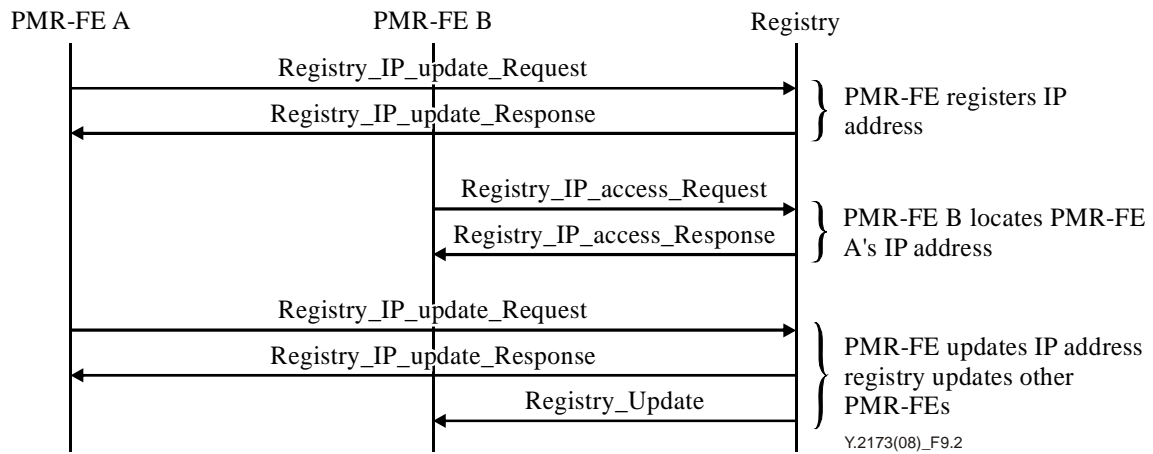 PMR-FE A
PMR-FE B
Registry
Registry_IP_update_Request
Registry_IP_update_Response
PMR-FE registers IP
address
Registry_IP_access_Request
Registry_IP_access_Response
PMR-FE B locates PMR-FE
A's IP address
Registry_IP_update_Request
Registry_IP_update_Response
Registry_Update
PMR-FE updates IP address
registry updates other
PMR-FEs
Y.2173(08)_F9.2